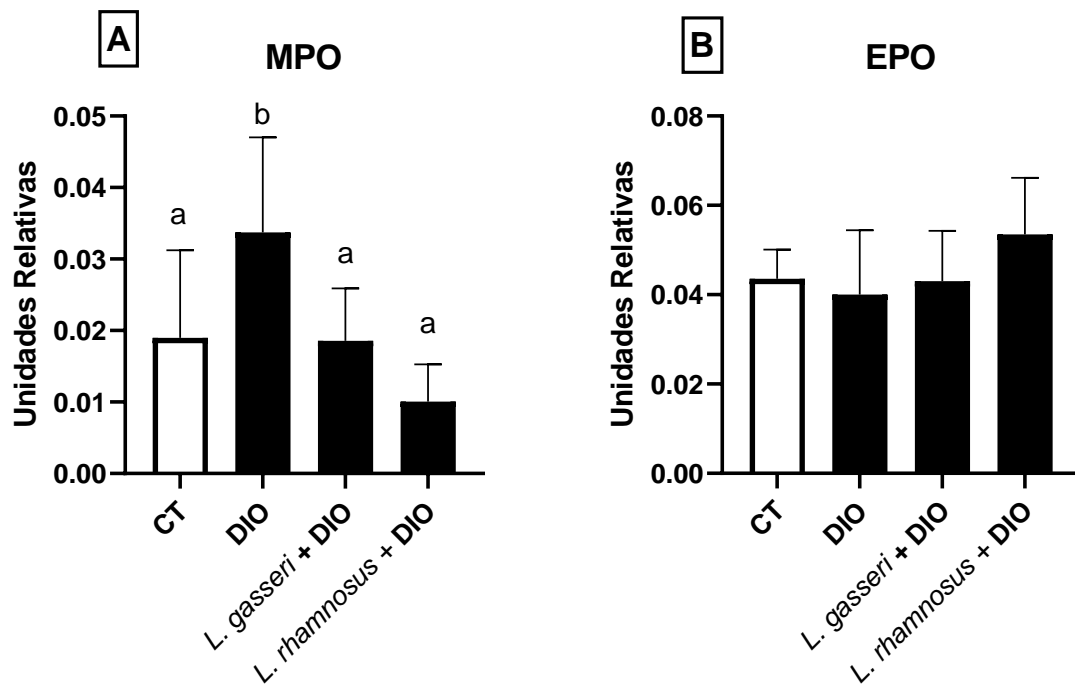 A
MPO
Unidades Relativas
0.05
0.04
0.03
0.02
0.01
0.00
a
b
a
a
CT
DIO
L. gasseri + DIO
L. rhamnosus + DIO
B
EPO
Unidades Relativas
0.08
0.06
0.04
0.02
0.00
CT
DIO
L. gasseri + DIO
L. rhamnosus + DIO